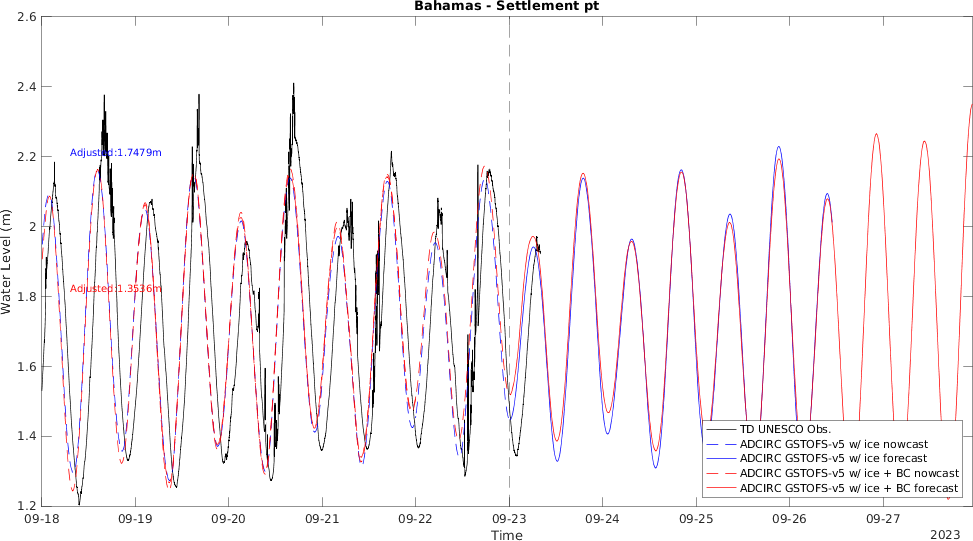 Bahamas - Settlement pt
2.6
2.4
2.2
2
1.8
1.6
1.4
1.2
Water Level (m)
Adjusted:1.7479m
Adjusted:1.3536m
TD UNESCO Obs.
ADCIRC GSTOFS-v5 w/ ice nowcast
ADCIRC GSTOFS-v5 w/ ice forecast
ADCIRC GSTOFS-v5 w/ ice + BC nowcast
ADCIRC GSTOFS-v5 w/ ice + BC forecast
09-18 09-19 09-20 09-21 09-22 09-23 09-24 09-25 09-26 09-27
Time
2023